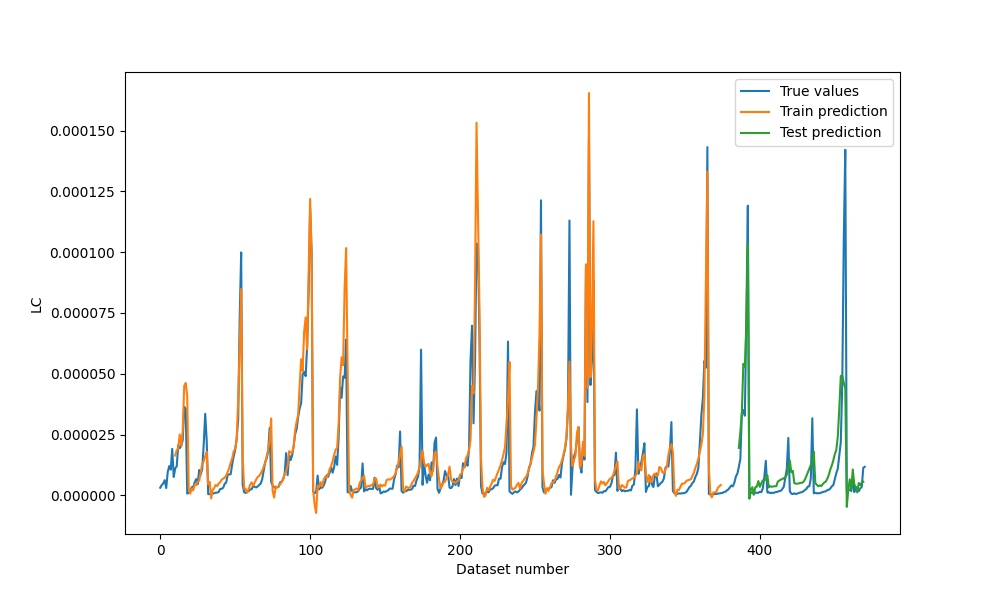 True values
Train prediction
Test prediction
0.000150
0.000125
0.000100
0.000075
0.000050
0.000025
0.000000
LC
0 100 200 300 400
Dataset number